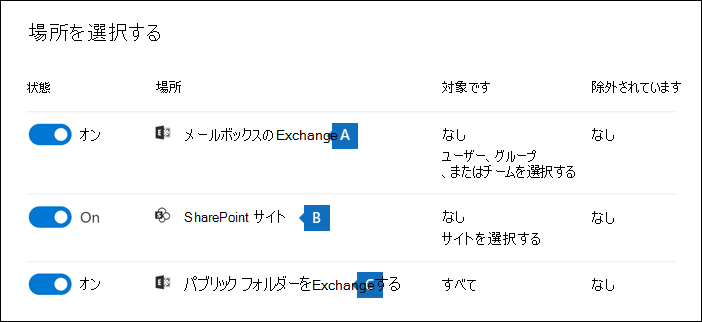 場所を選択する
状態 場所 対象です 除外されています
オン メールボックスのExchange A なし なし
ユーザー、グループ
、またはチームを選択する
On SharePoint サイト B なし なし
サイトを選択する
オン パブリック フォルダーをExchangeする C すべて なし